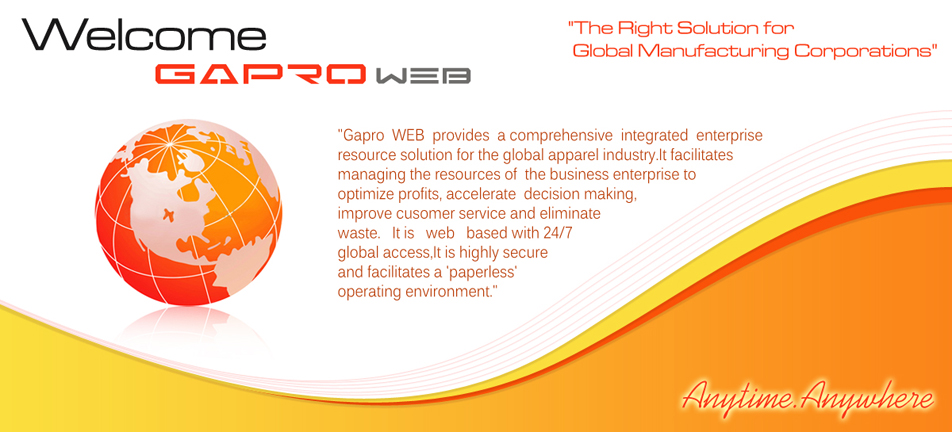 Welcome
GAPRO WEB
"The Right Solution for
Global Manufacturing Corporations"
"Gapro WEB provides a comprehensive integrated enterprise
resource solution for the global apparel industry.It facilitates
managing the resources of the business enterprise to
optimize profits, accelerate decision making,
improve cusomer service and eliminate
waste. It is web based with 24/7
global access,It is highly secure
and facilitates a 'paperless'
operating environment."
Anytime.Anywhere